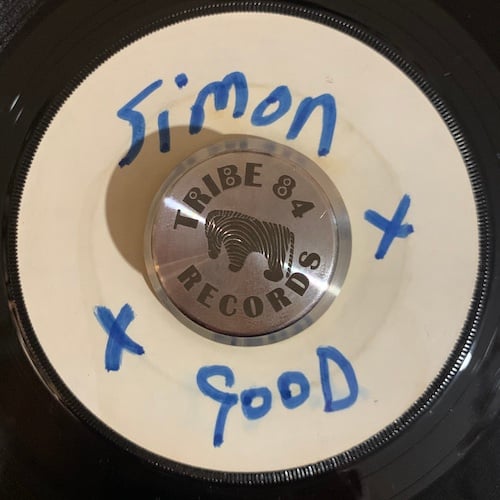 Simon
TRIBE 84
RECORDS
x
x
GOOD